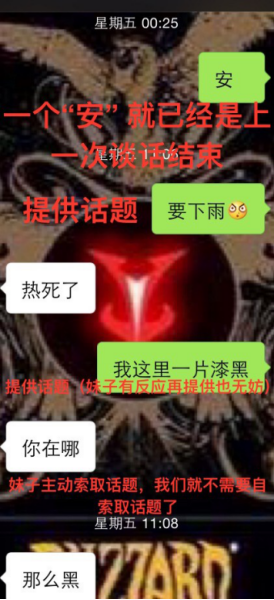 星期五 00:25
安
一个“安” 就已经是上
一次谈话结束
提供话题
要下雨
热死了
我这里一片漆黑
提供话题（妹子有反应再提供也无妨）
你在哪
妹子主动索取话题，我们就不需要自
索取话题了
星期五 11:08
那么黑